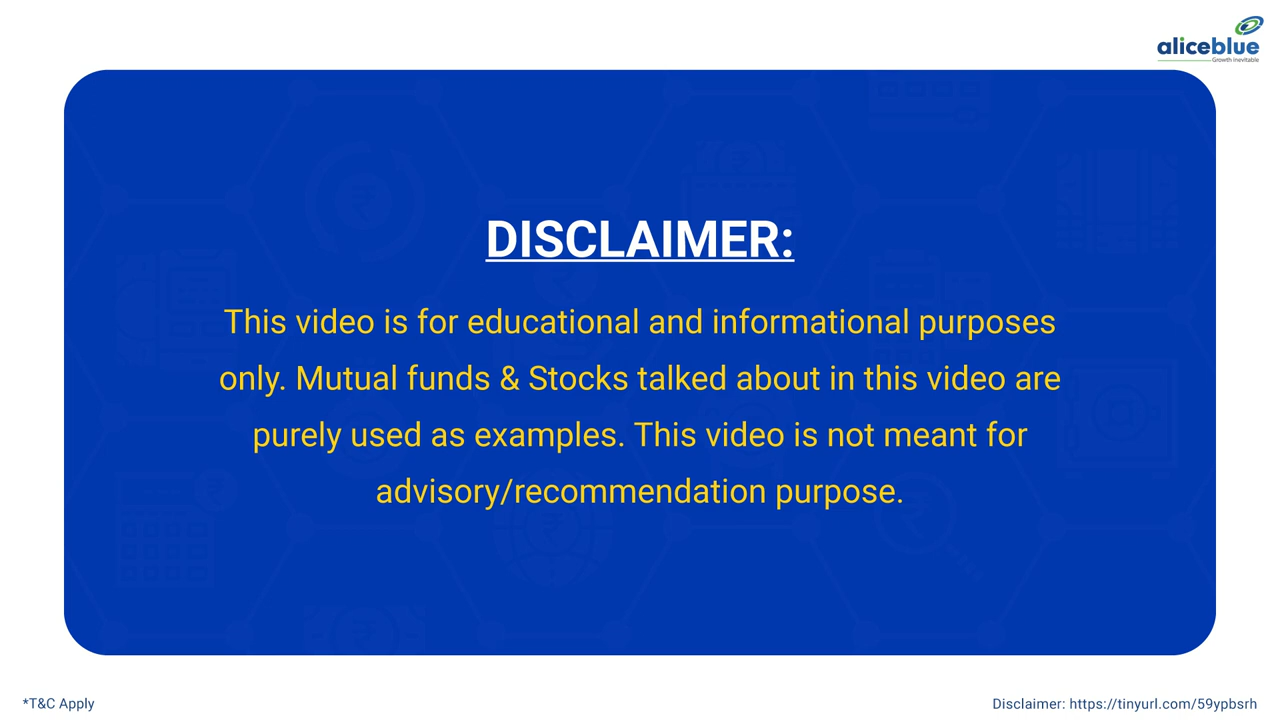 aliceblue
Growth inevitable
DISCLAIMER:
This video is for educational and informational purposes
only. Mutual funds & Stocks talked about in this video are
purely used as examples. This video is not meant for
advisory/recommendation purpose.
*T&C Apply
Disclaimer: https://tinyurl.com/59ypbsrh